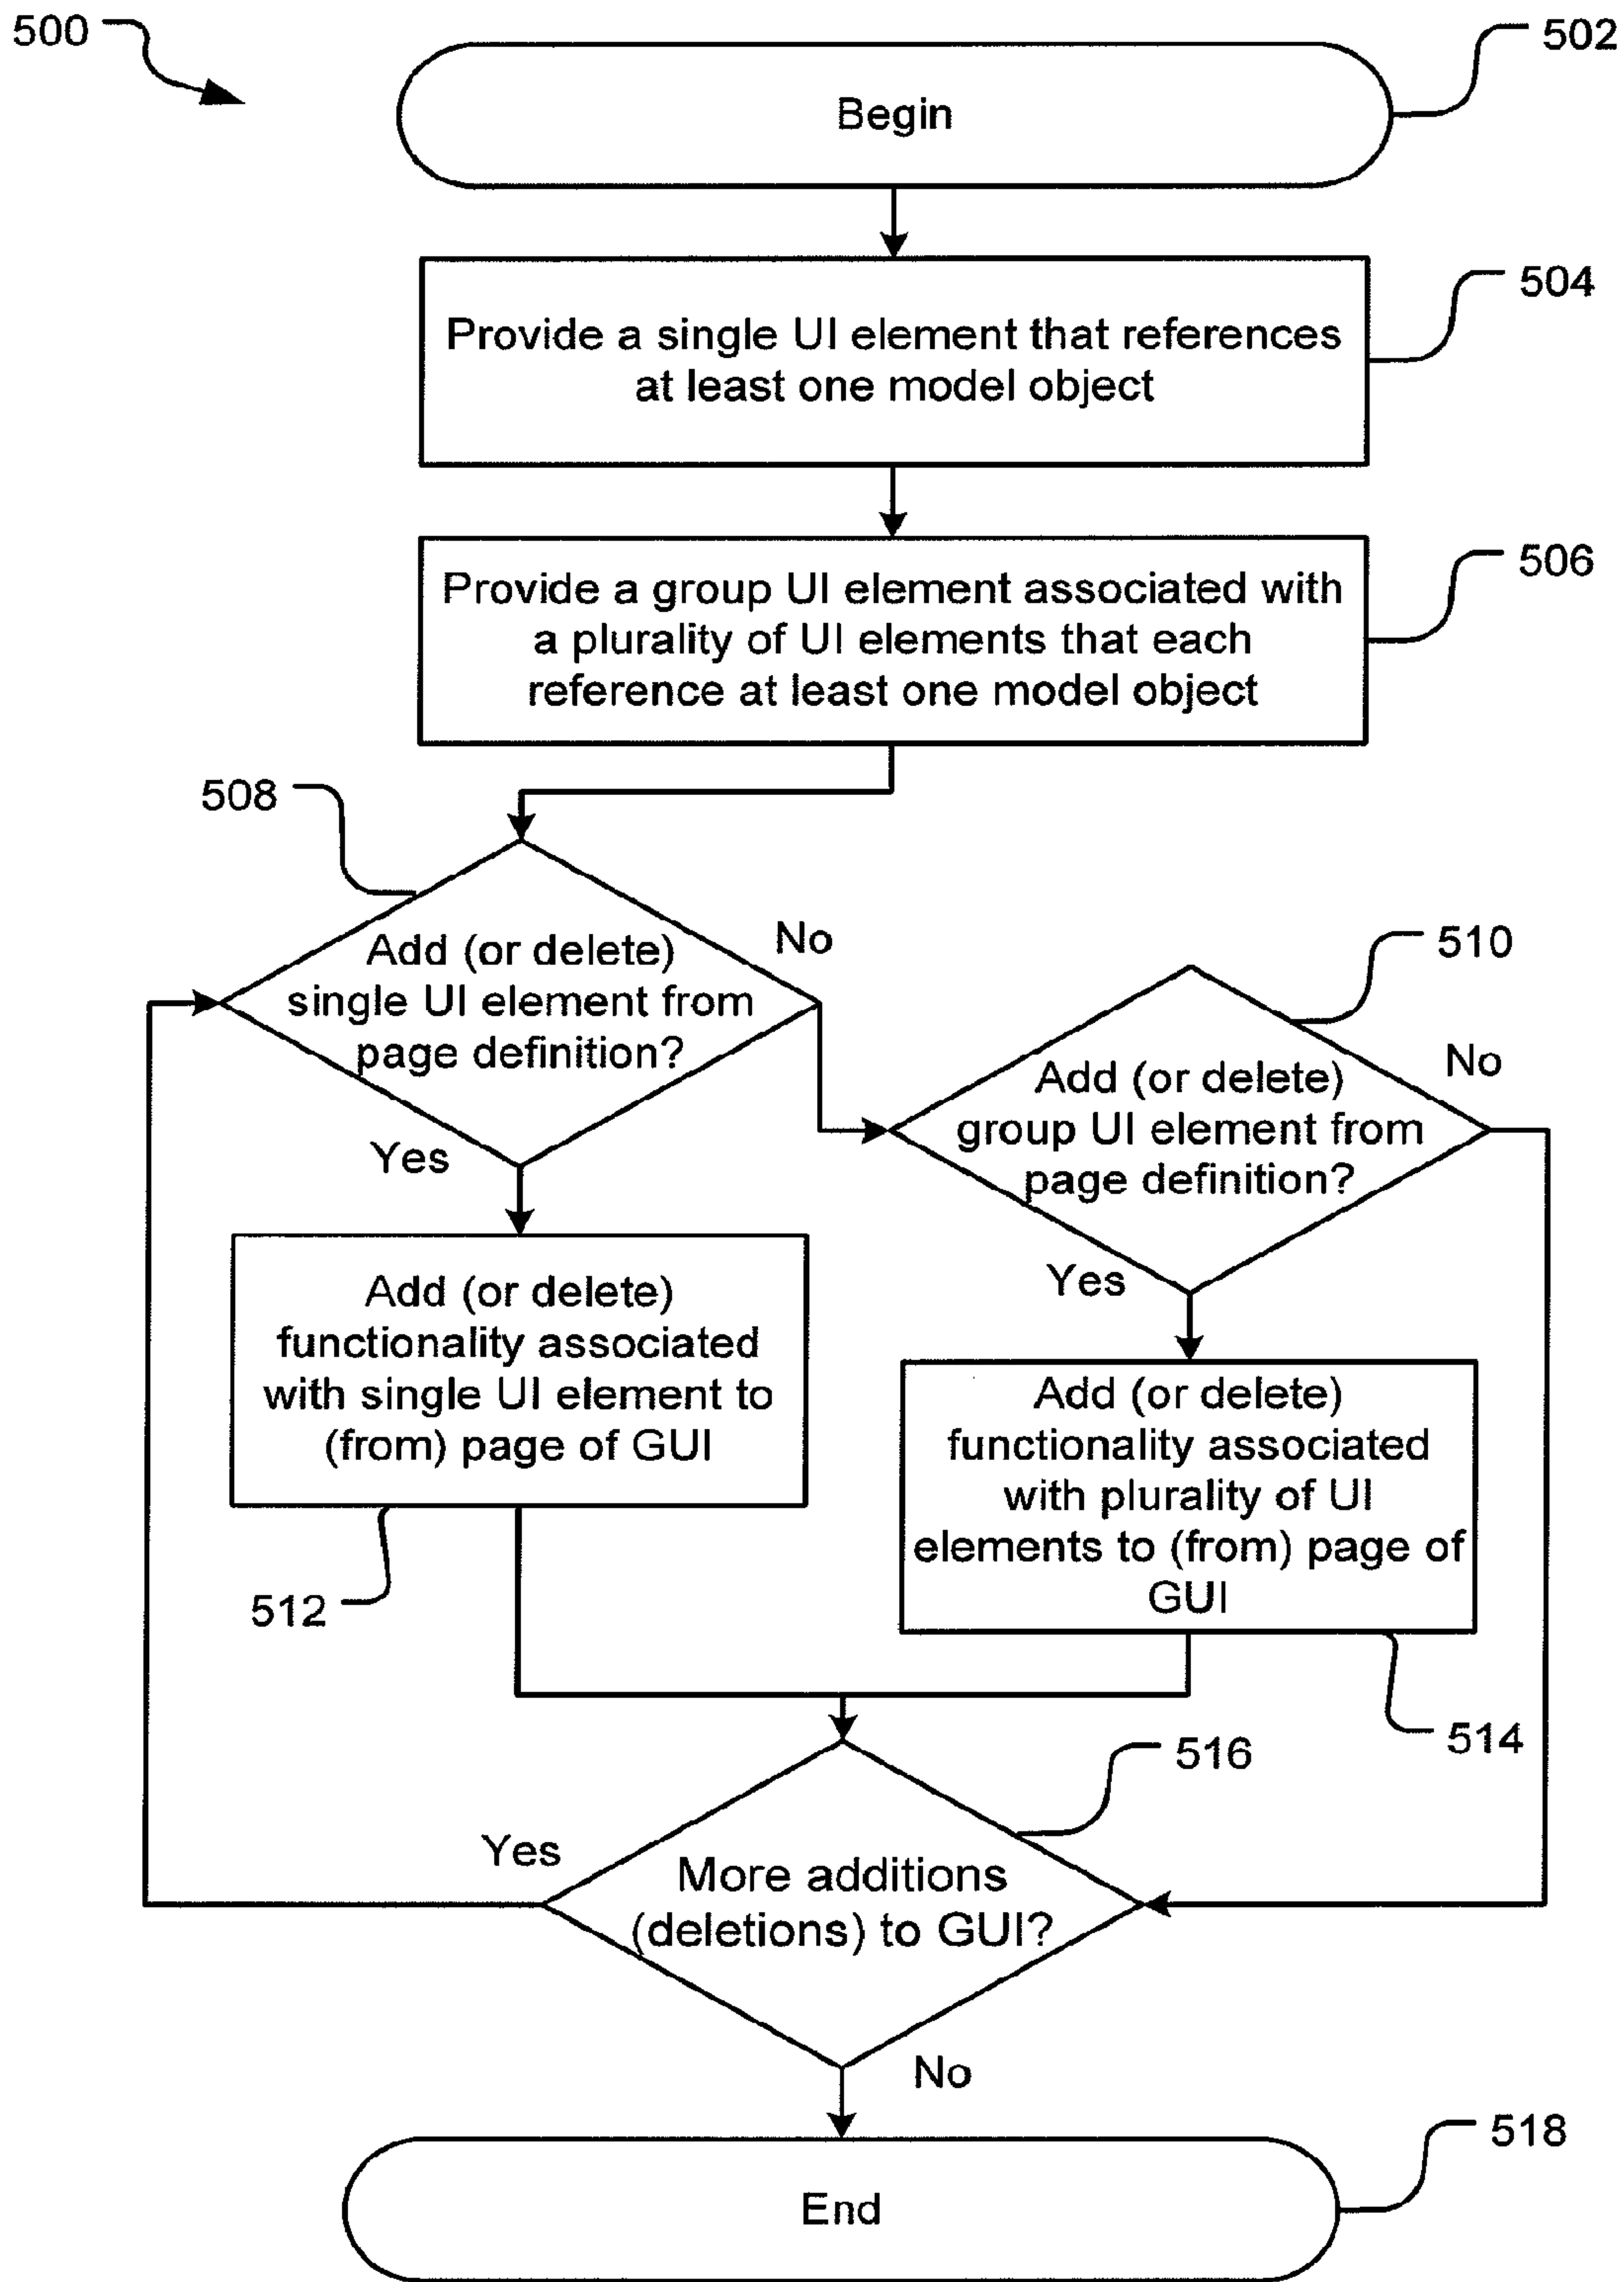 500
502
Begin
504
Provide a single UI element that references
at least one model object
506
Provide a group UI element associated with
a plurality of UI elements that each
reference at least one model object
508
Add (or delete)
single UI element from
page definition?
No
510
Add (or delete)
group UI element from
page definition?
No
Yes
Yes
Add (or delete)
functionality associated
with single UI element to
(from) page of GUI
512
Add (or delete)
functionality associated
with plurality of UI
elements to (from) page of
GUI
514
516
Yes
More additions
(deletions) to GUI?
No
518
End